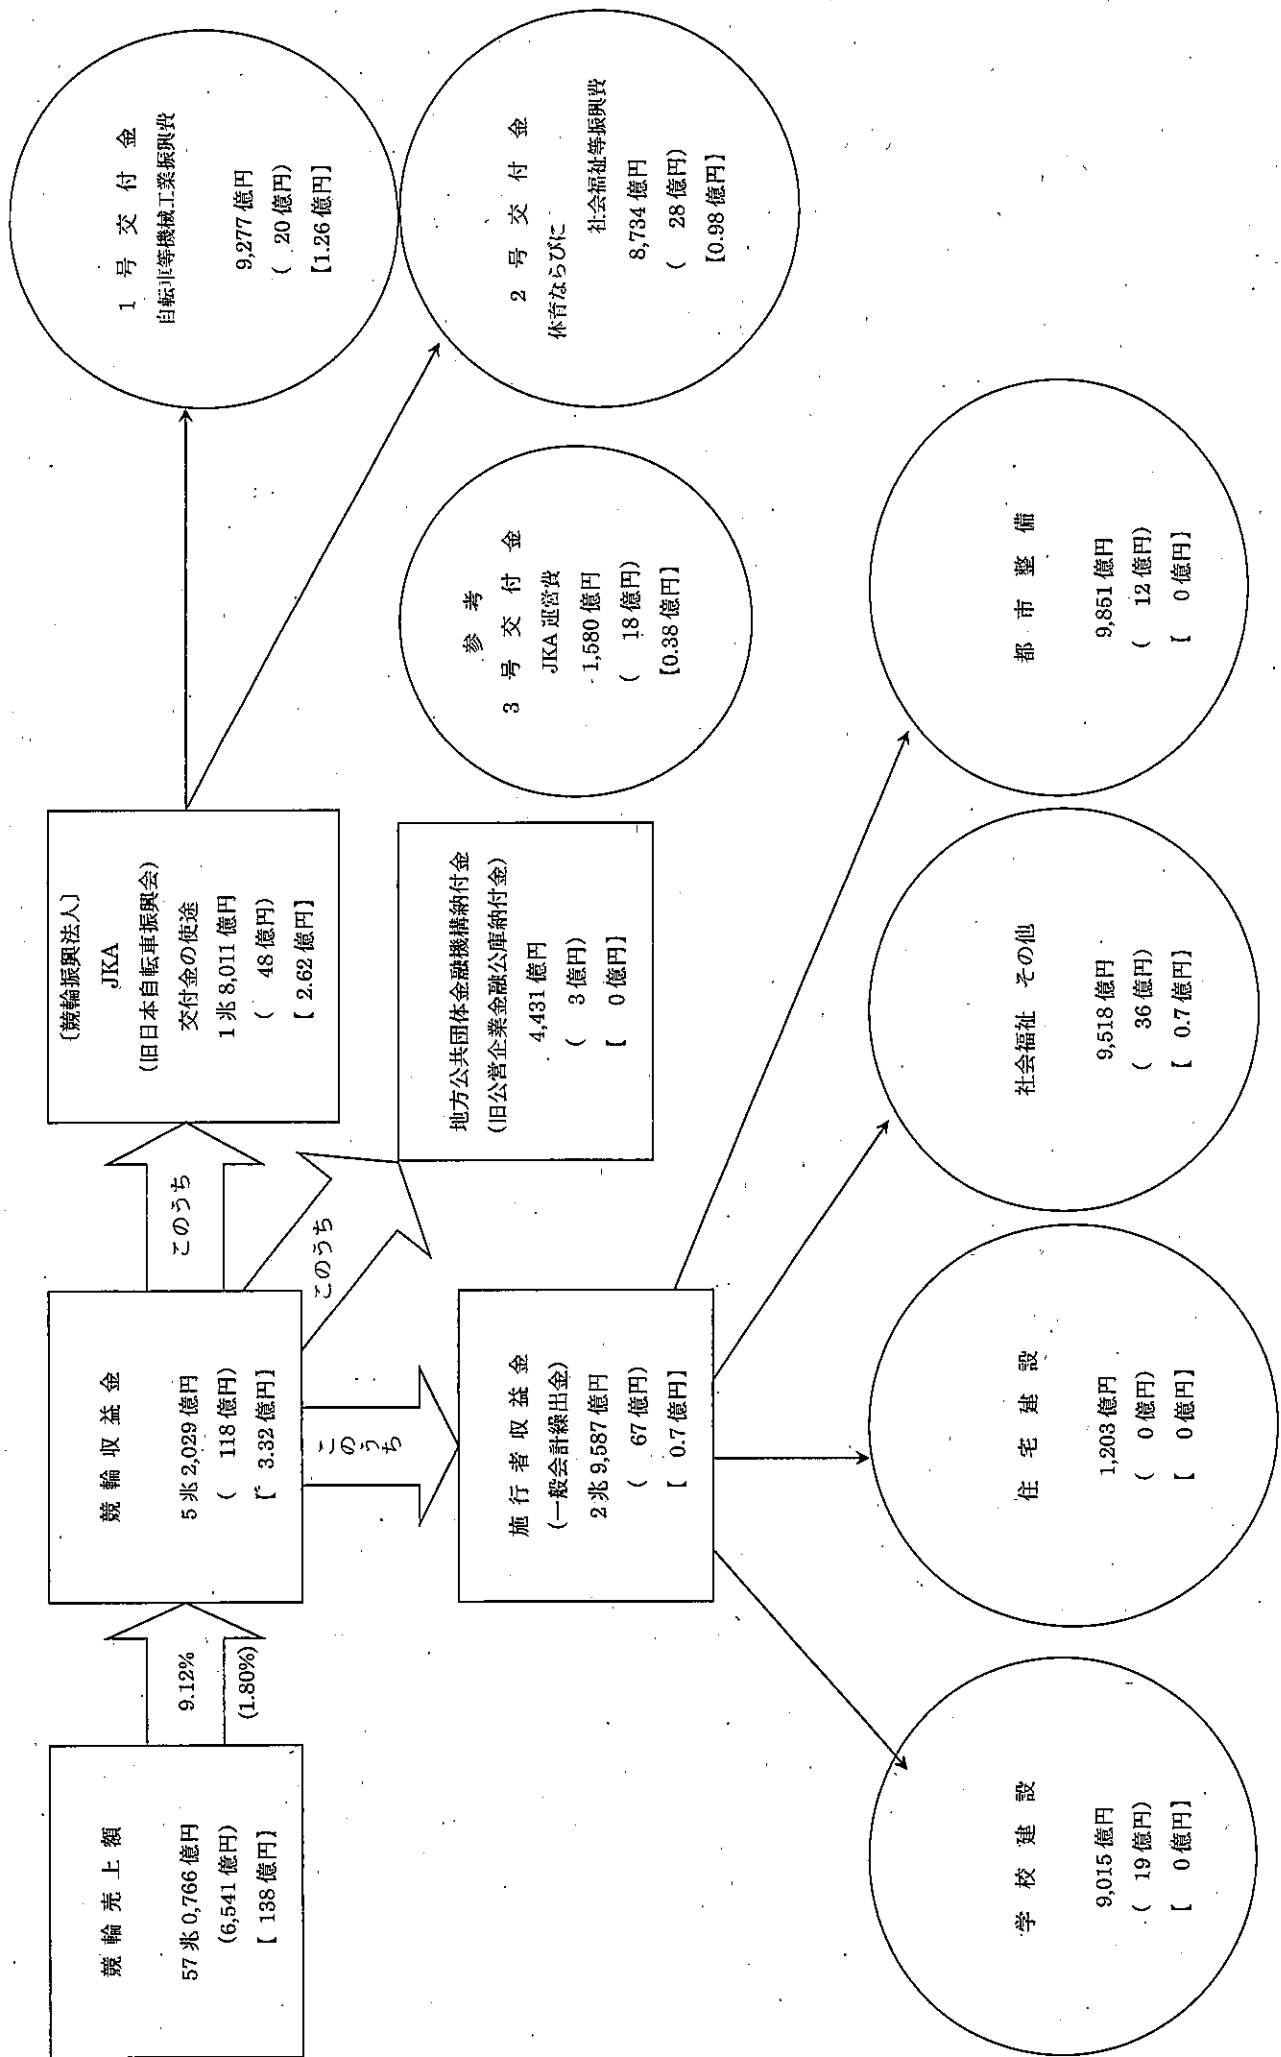 競輪売上額
57兆0,766億円
(6,541億円)
[ 138億円]
9.12%
(1.80%)
競輪収益金
5兆2,029億円
( 118億円)
[ 3.32億円]
このうち
このうち
このうち
〔競輪振興法人〕
JKA
(旧日本自転車振興会)
交付金の使途
1兆8,011億円
( 48億円)
[ 2.62億円]
1号交付金
自転車等機械工業振興費
9,277億円
( 20億円)
[1.26億円]
2号交付金
体育ならびに
社会福祉等振興費
8,734億円
( 28億円)
[0.98億円]
参考
3号交付金
JKA運営費
1,580億円
( 18億円)
[0.38億円]
地方公共団体金融機構納付金
(旧公営企業金融公庫納付金)
4,431億円
( 3億円)
[ 0億円]
施行者収益金
(一般会計繰出金)
2兆9,587億円
( 67億円)
[ 0.7億円]
学校建設
9,015億円
( 19億円)
[ 0億円]
住宅建設
1,203億円
( 0億円)
[ 0億円]
社会福祉 その他
9,518億円
( 36億円)
[ 0.7億円]
都市整備
9,851億円
( 12億円)
[ 0億円]